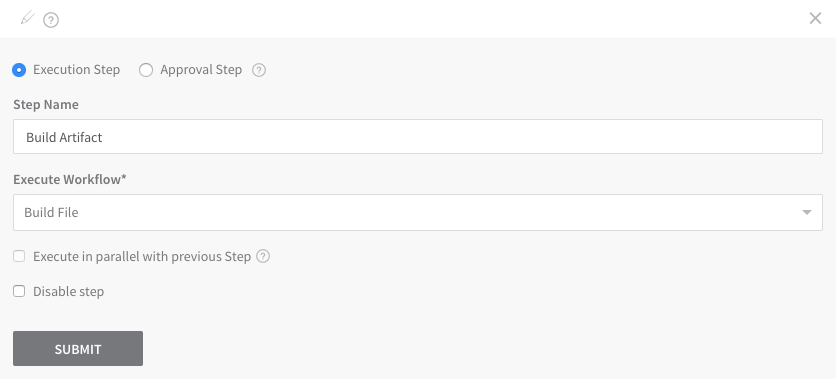 Execution Step Approval Step
Step Name
Build Artifact
Execute Workflow*
Build File
Execute in parallel with previous Step
Disable step
SUBMIT